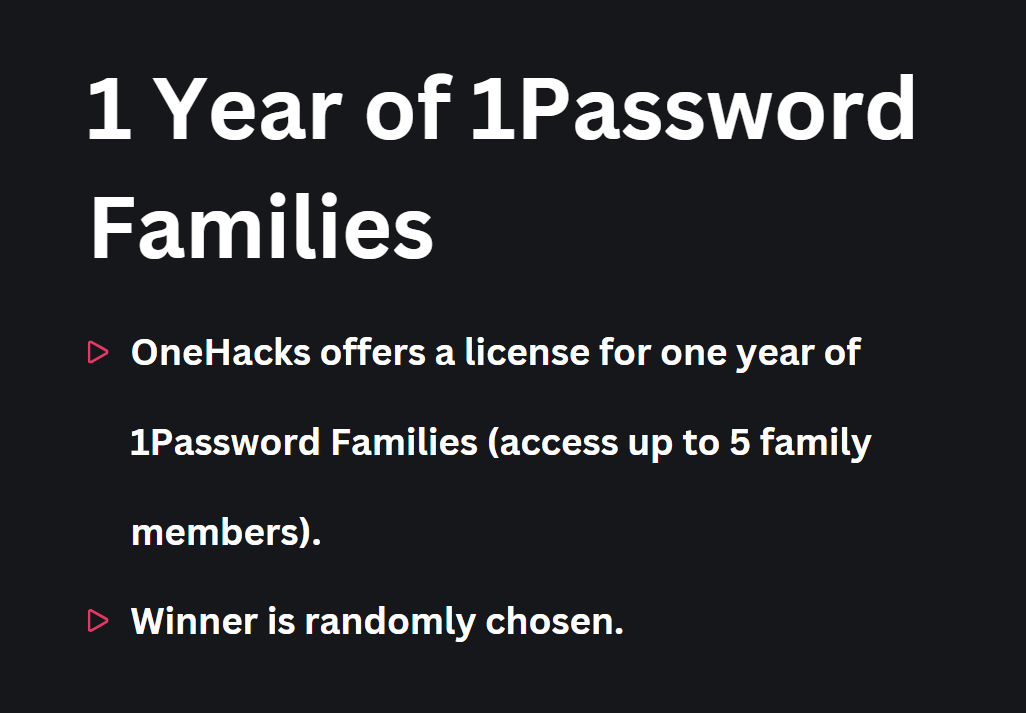 1 Year of 1Password
Families
OneHacks offers a license for one year of
1Password Families (access up to 5 family
members).
Winner is randomly chosen.